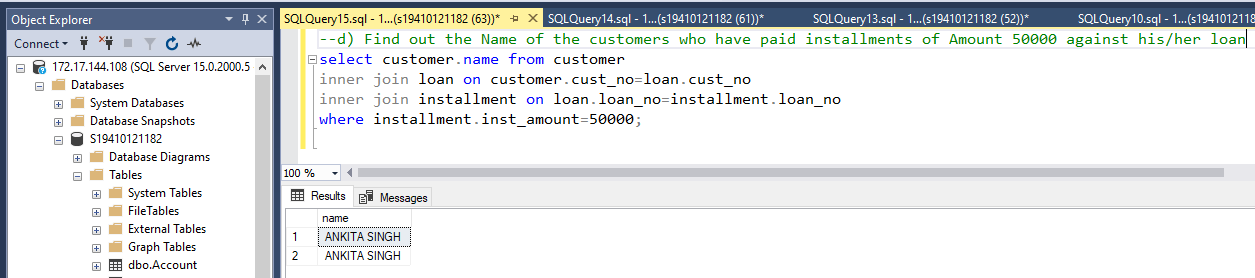 Object Explorer
Connect
172.17.144.108 (SQL Server 15.0.2000.5
Databases
System Databases
Database Snapshots
S19410121182
Database Diagrams
Tables
System Tables
FileTables
External Tables
Graph Tables
dbo.Account
SQLQuery15.sql - 1...(s19410121182 (63))*
SQLQuery14.sql - 1...(s19410121182 (61))*
SQLQuery13.sql - 1...(s19410121182 (52))*
SQLQuery10.sql - 1...(s1941012118
--d) Find out the Name of the customers who have paid installments of Amount 50000 against his/her loan
select customer.name from customer
inner join loan on customer.cust_no=loan.cust_no
inner join installment on loan.loan_no=installment.loan_no
where installment.inst_amount=50000;
100 %
Results
Messages
name
1 ANKITA SINGH
2 ANKITA SINGH